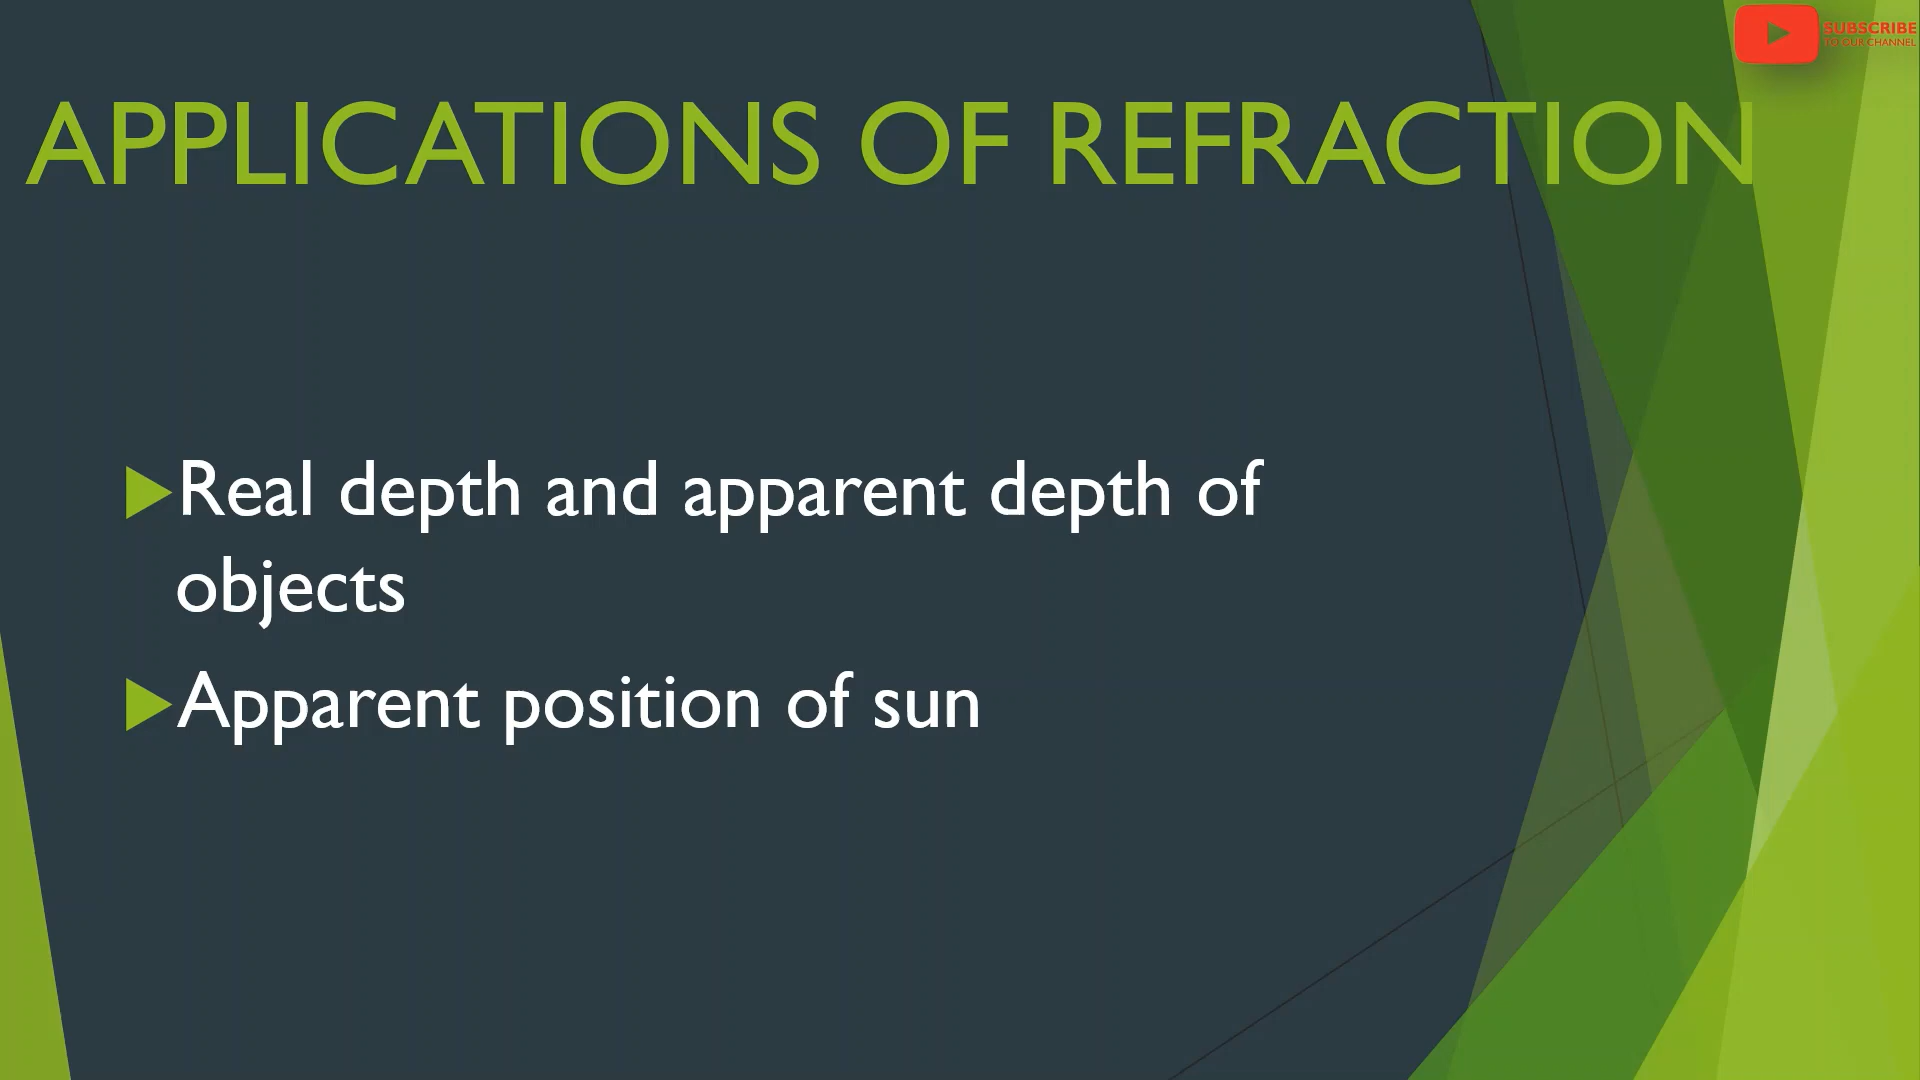 SUBSCRIBE
TO OUR CHANNEL
APPLICATIONS OF REFRACTION
Real depth and apparent depth of
objects
Apparent position of sun